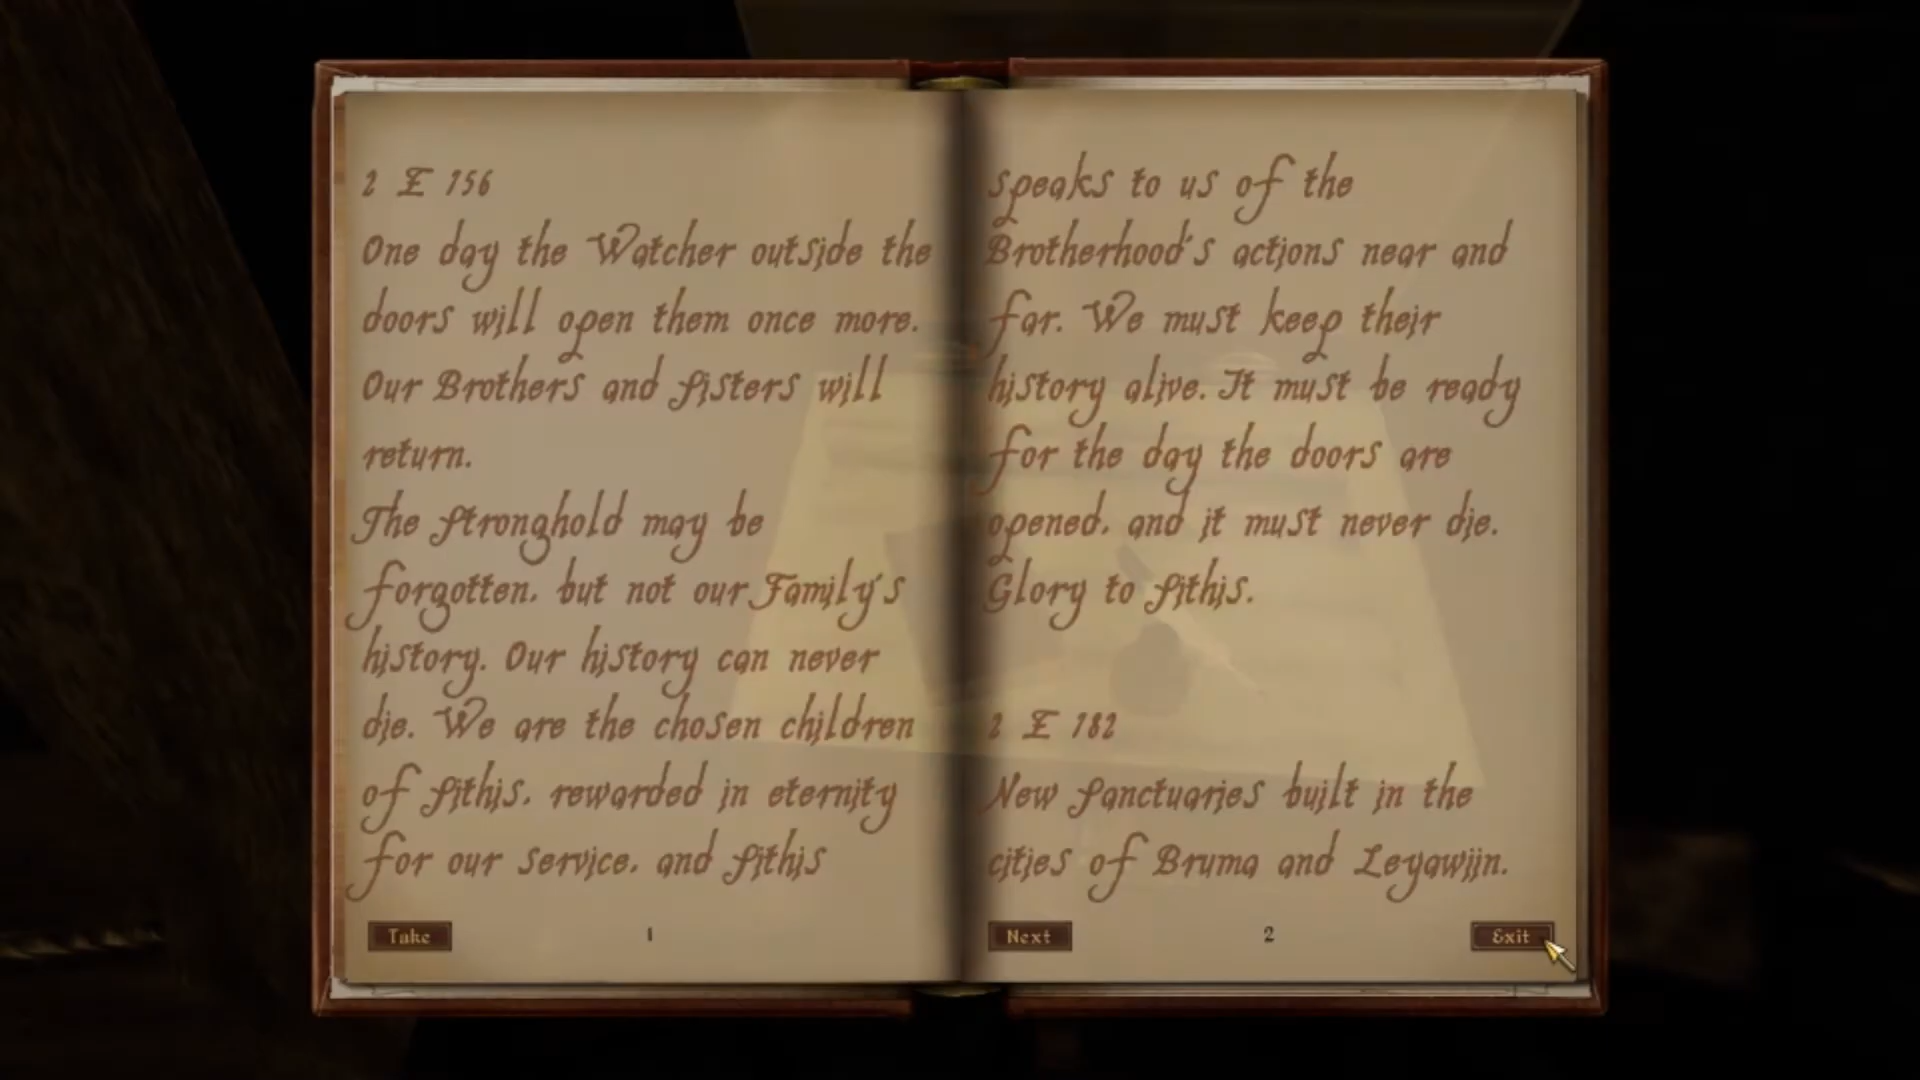 2 E 156
One day the Watcher outside the
doors will open them once more.
Our Brothers and Sisters will
return.
The Stronghold may be
forgotten, but not our Family's
history. Our history can never
die. We are the chosen children
of Sithis, rewarded in eternity
for our service, and Sithis
Take
1
speaks to us of the
Brotherhood's actions near and
far. We must keep their
history alive. It must be ready
for the day the doors are
opened, and it must never die.
Glory to Sithis.
2 E 182
New Sanctuaries built in the
cities of Bruma and Leyawiin.
Next
2
Exit